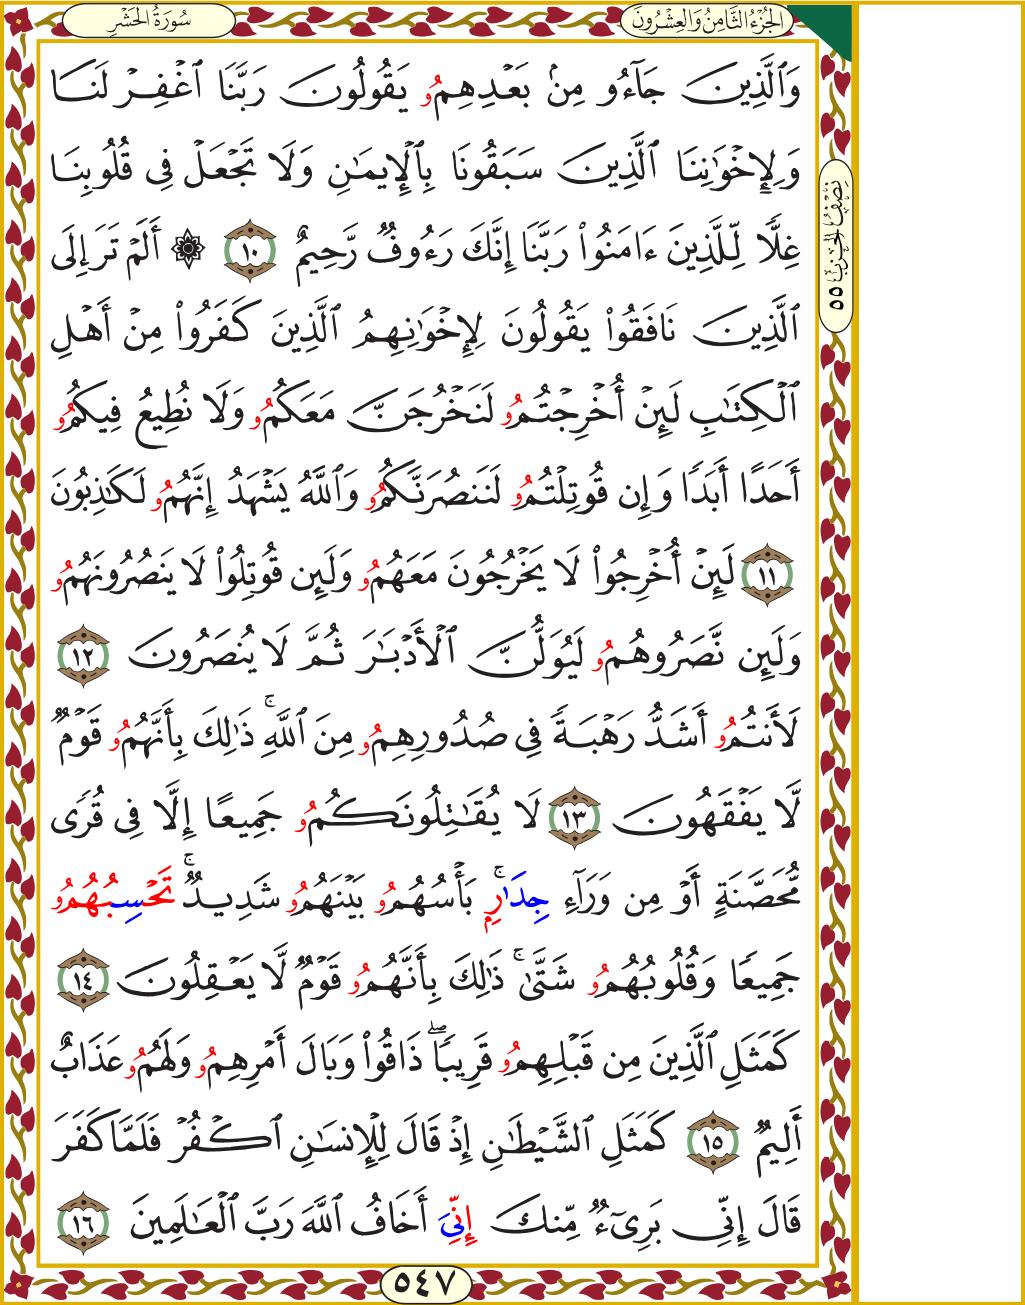 الجُزْءُ الثَّامِنُ وَالعِشْرُونَ
سُورَةُ الحَشْرِ
وَٱلَّذِينَ جَآءُو مِنۢ بَعۡدِهِمُو يَقُولُونَ رَبَّنَا ٱغۡفِرۡ لَنَا
وَلِإِخۡوَٰنِنَا ٱلَّذِينَ سَبَقُونَا بِٱلۡإِيمَٰنِ وَلَا تَجۡعَلۡ فِي قُلُوبِنَا
غِلّٗا لِّلَّذِينَ ءَامَنُواْ رَبَّنَآ إِنَّكَ رَءُوفٞ رَّحِيمٌ ١٠ ۞ أَلَمۡ تَرَ إِلَى
ٱلَّذِينَ نَافَقُواْ يَقُولُونَ لِإِخۡوَٰنِهِمُ ٱلَّذِينَ كَفَرُواْ مِنۡ أَهۡلِ
ٱلۡكِتَٰبِ لَئِنۡ أُخۡرِجۡتُمُو لَنَخۡرُجَنَّ مَعَكُمُو وَلَا نُطِيعُ فِيكُمُو
أَحَدًا أَبَدٗا وَإِن قُوتِلۡتُمُو لَنَنصُرَنَّكُمُو وَٱللَّهُ يَشۡهَدُ إِنَّهُمُو لَكَٰذِبُونَ
١١ لَئِنۡ أُخۡرِجُواْ لَا يَخۡرُجُونَ مَعَهُمُو وَلَئِن قُوتِلُواْ لَا يَنصُرُونَهُمُو
وَلَئِن نَّصَرُوهُمُو لَيُوَلُّنَّ ٱلۡأَدۡبَٰرَ ثُمَّ لَا يُنصَرُونَ ١٢
لَأَنتُمُو أَشَدُّ رَهۡبَةٗ فِي صُدُورِهِمُو مِنَ ٱللَّهِۚ ذَٰلِكَ بِأَنَّهُمُو قَوۡمٞ
لَّا يَفۡقَهُونَ ١٣ لَا يُقَٰتِلُونَكُمُو جَمِيعًا إِلَّا فِي قُرٗى
مُّحَصَّنَةٍ أَوۡ مِن وَرَآءِ جِدَٰرِۭۚ بَأۡسُهُمُو بَيۡنَهُمُو شَدِيدٞۚ تَحۡسِبُهُمُو
جَمِيعٗا وَقُلُوبُهُمُو شَتَّىٰۚ ذَٰلِكَ بِأَنَّهُمُو قَوۡمٞ لَّا يَعۡقِلُونَ ١٤
كَمَثَلِ ٱلَّذِينَ مِن قَبۡلِهِمُو قَرِيبٗاۖ ذَاقُواْ وَبَالَ أَمۡرِهِمُو وَلَهُمُو عَذَابٌ
أَلِيمٞ ١٥ كَمَثَلِ ٱلشَّيۡطَٰنِ إِذۡ قَالَ لِلۡإِنسَٰنِ ٱكۡفُرۡ فَلَمَّا كَفَرَ
قَالَ إِنِّي بَرِيٓءٞ مِّنكَ إِنِّيَ أَخَافُ ٱللَّهَ رَبَّ ٱلۡعَٰلَمِينَ ١٦
نِصْفُ الحِزْبِ ٥٥
٥٤٧